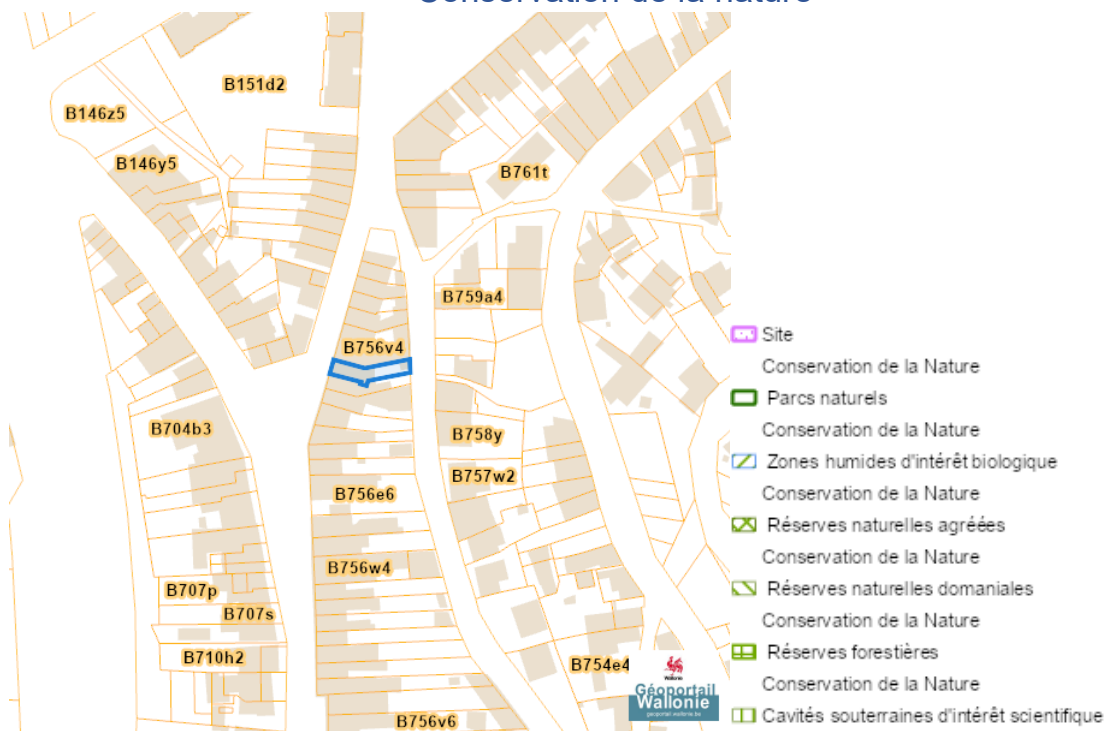 Conservation de la nature
B151d2
B146z5
B146y5
B761t
B759a4
B756v4
B704b3
B758y
B757w2
B756e6
B756w4
B707p
B707s
B710h2
B754e4
B756v6
Wallonie
Géoportail
Wallonie
geoportail.wallonie.be
Site
Conservation de la Nature
Parcs naturels
Conservation de la Nature
Zones humides d'intérêt biologique
Conservation de la Nature
Réserves naturelles agréées
Conservation de la Nature
Réserves naturelles domaniales
Conservation de la Nature
Réserves forestières
Conservation de la Nature
Cavités souterraines d'intérêt scientifique